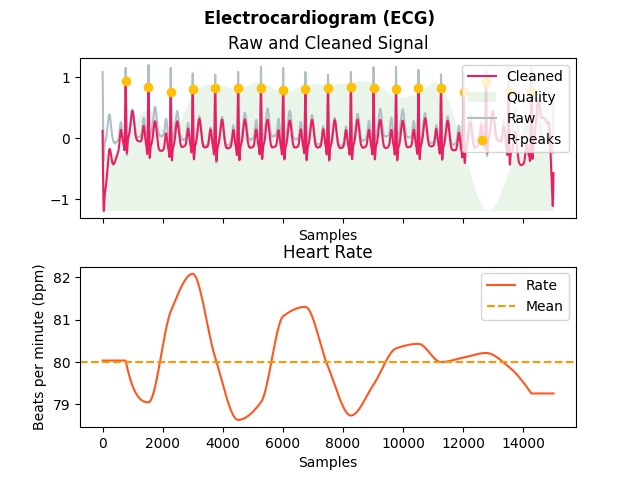 Electrocardiogram (ECG)
Raw and Cleaned Signal
1
0
−1
Cleaned
Quality
Raw
R-peaks
Samples
Heart Rate
Beats per minute (bpm)
82
81
80
79
Rate
Mean
0 2000 4000 6000 8000 10000 12000 14000
Samples